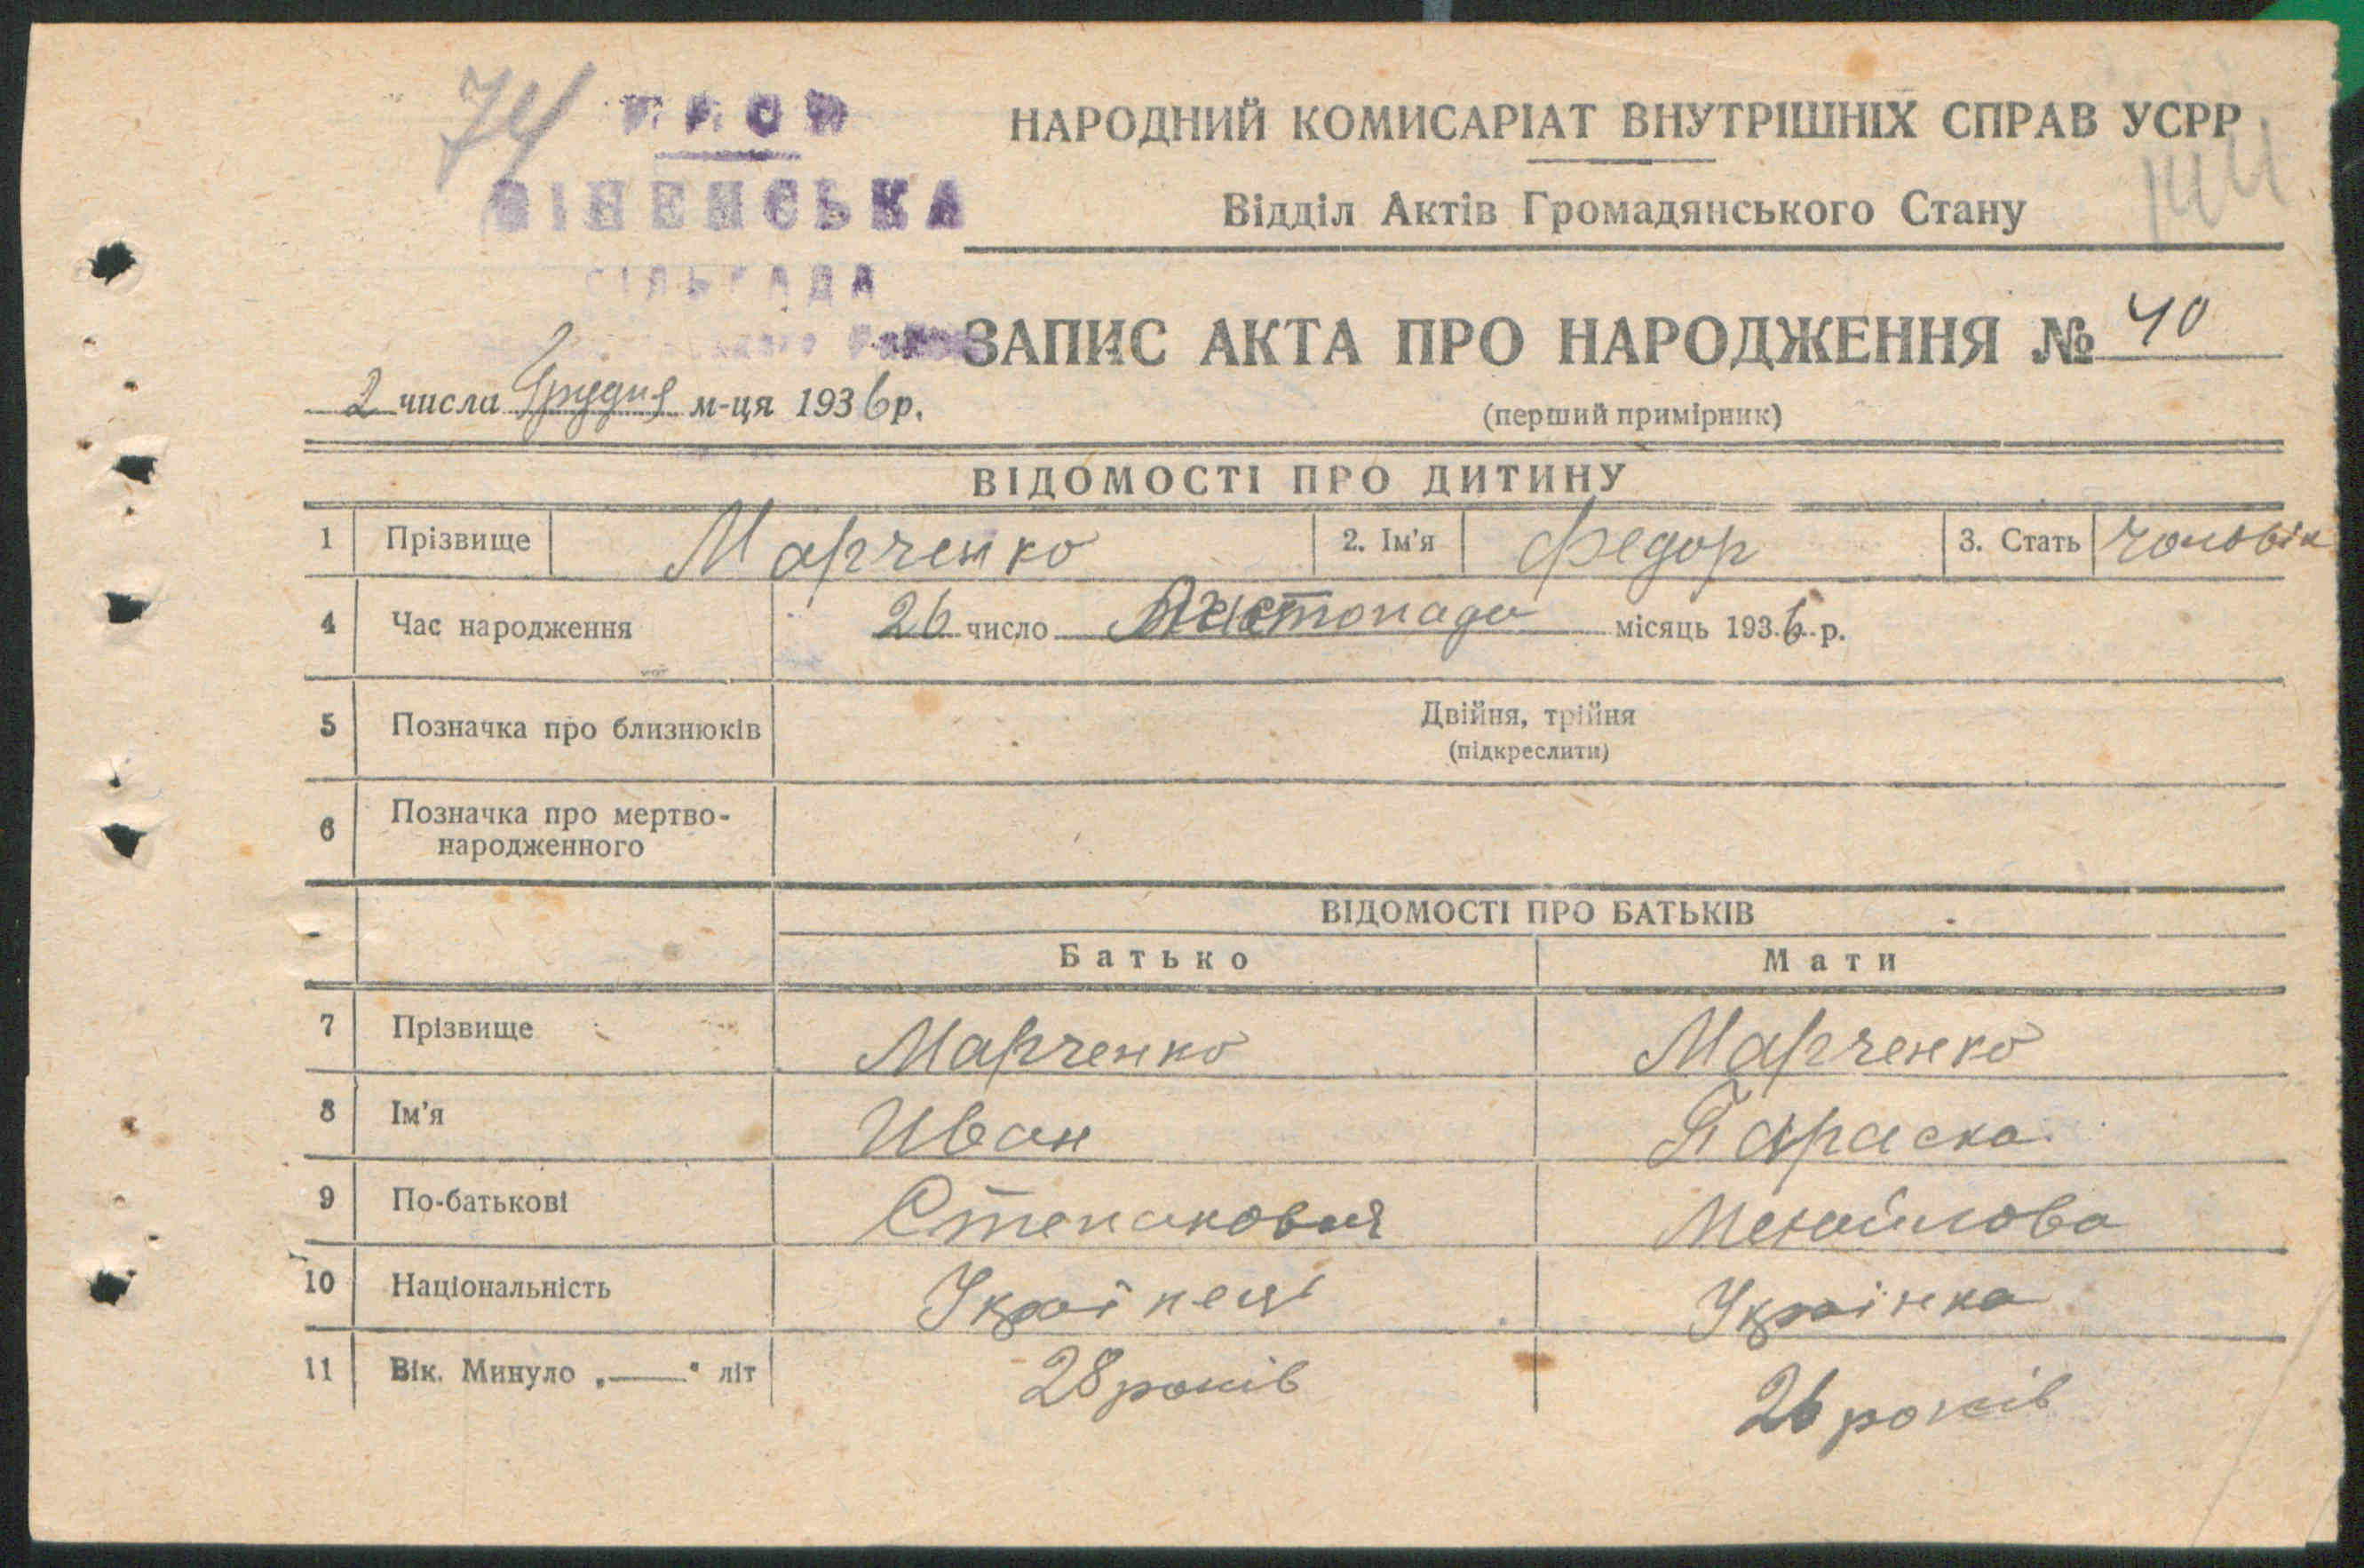 74
НАРОДНИЙ КОМИСАРІАТ ВНУТРІШНІХ СПРАВ УСРР
144
Відділ Актів Громадянського Стану
СІЛЬРАДА
ЗАПИС АКТА ПРО НАРОДЖЕННЯ № 40
2 числа Грудня м-ця 1936 р.
(перший примірник)
ВІДОМОСТІ ПРО ДИТИНУ
1 Прізвище Марченко 2. Ім'я Федор 3. Стать чоловік
4 Час народження 26 число Листопада місяць 1936 р.
5 Позначка про близнюків Двійня, трійня
(підкреслити)
6 Позначка про мертво-
народженного
ВІДОМОСТІ ПРО БАТЬКІВ
Батько Мати
7 Прізвище Марченко Марченко
8 Ім'я Иван Параска
9 По-батькові
10 Національність Українец Українка
11 Вік. Минуло „—" літ 28 років 26 років